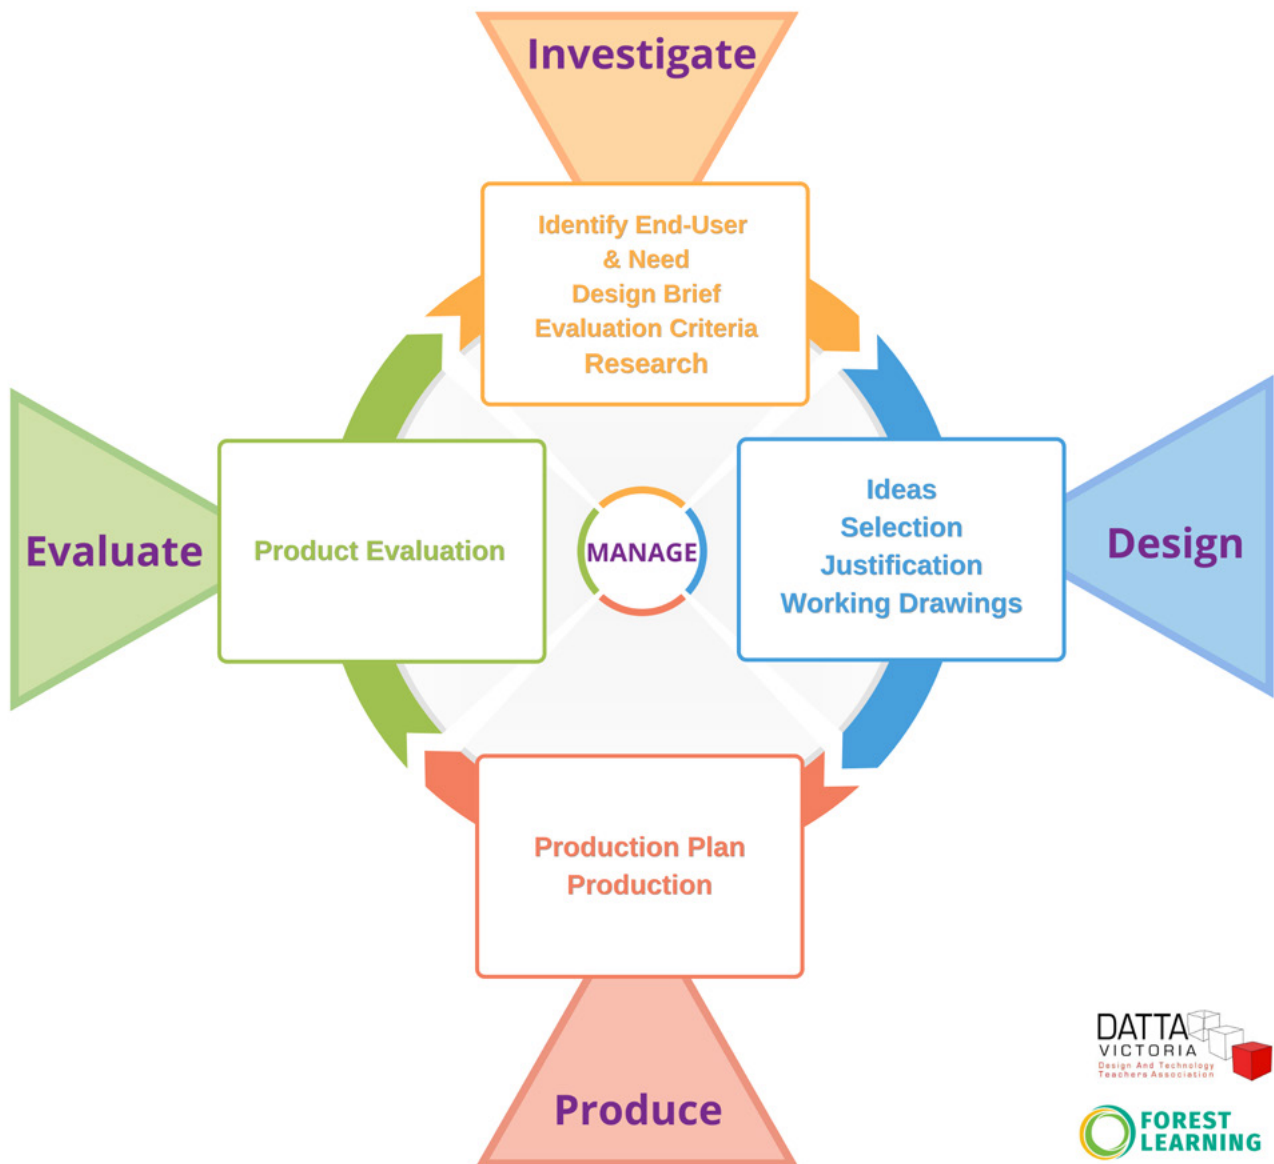 Investigate
Identify End-User
& Need
Design Brief
Evaluation Criteria
Research
Evaluate
Product Evaluation
MANAGE
Ideas
Selection
Justification
Working Drawings
Design
Production Plan
Production
Produce
DATTA
VICTORIA
Design And Technology
Teachers Association
FOREST
LEARNING